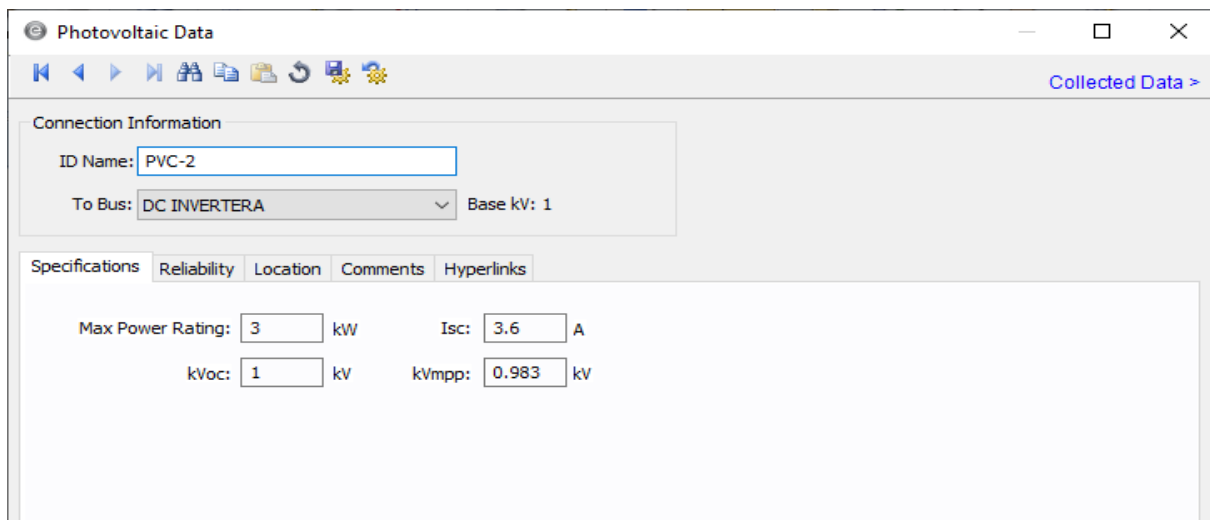 Photovoltaic Data
Collected Data >
Connection Information
ID Name: PVC-2
To Bus: DC INVERTERA Base kV: 1
Specifications Reliability Location Comments Hyperlinks
Max Power Rating: 3 kW Isc: 3.6 A
kVoc: 1 kV kVmpp: 0.983 kV